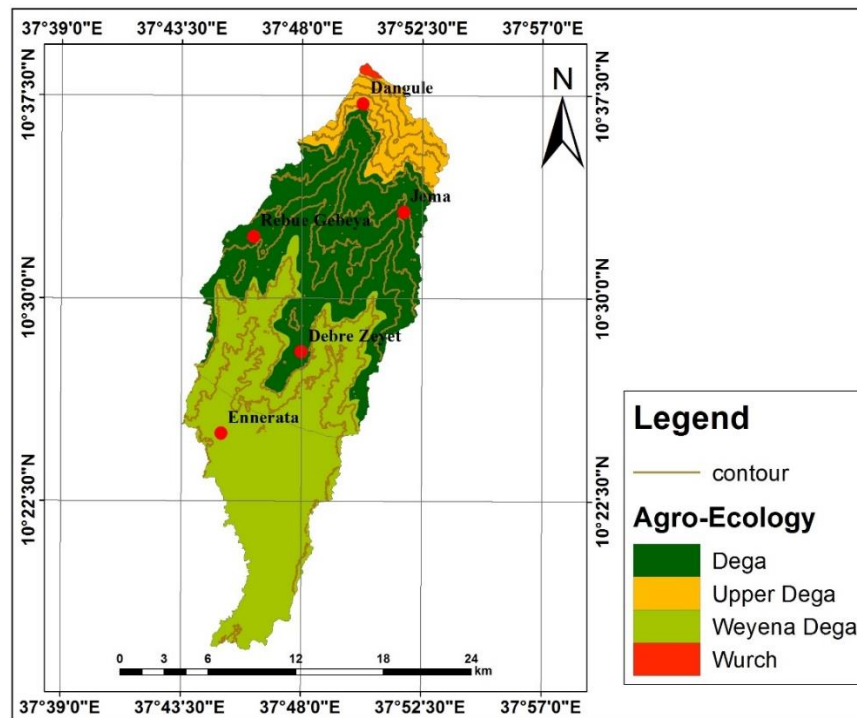 37°39'0"E 37°43'30"E 37°48'0"E 37°52'30"E 37°57'0"E
10°37'30"N
10°37'30"N
N
Dangule
Jema
Rebue Gebeya
10°30'0"N
10°30'0"N
Debre Zeyet
Ennerata
10°22'30"N
10°22'30"N
Legend
contour
Agro-Ecology
Dega
Upper Dega
Weyena Dega
Wurch
0 3 6 12 18 24
km
37°39'0"E 37°43'30"E 37°48'0"E 37°52'30"E 37°57'0"E